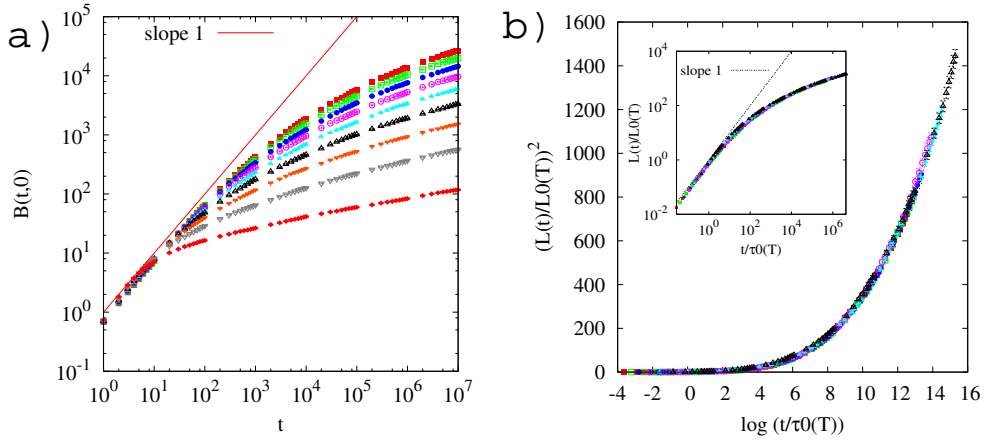 a)
slope 1
B(t,0)
10^5
10^4
10^3
10^2
10^1
10^0
10^-1
10^0 10^1 10^2 10^3 10^4 10^5 10^6 10^7
t
b)
(L(t)/L0(T))^2
1600
1400
1200
1000
800
600
400
200
0
-4 -2 0 2 4 6 8 10 12 14 16
log (t/τ0(T))
slope 1
L(t)/L0(T)
10^4
10^2
10^0
10^-2
10^0 10^2 10^4 10^6
t/τ0(T)